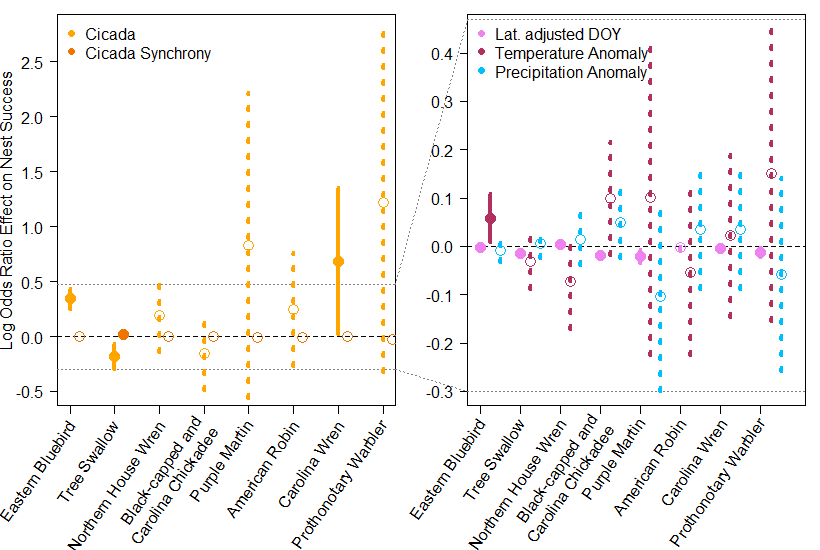 Log Odds Ratio Effect on Nest Success
Cicada
Cicada Synchrony
2.5
2.0
1.5
1.0
0.5
0.0
-0.5
Eastern Bluebird
Tree Swallow
Northern House Wren
Black-capped and
Carolina Chickadee
Purple Martin
American Robin
Carolina Wren
Prothonotary Warbler
Lat. adjusted DOY
Temperature Anomaly
Precipitation Anomaly
0.4
0.3
0.2
0.1
0.0
-0.1
-0.2
-0.3
Eastern Bluebird
Tree Swallow
Northern House Wren
Black-capped and
Carolina Chickadee
Purple Martin
American Robin
Carolina Wren
Prothonotary Warbler